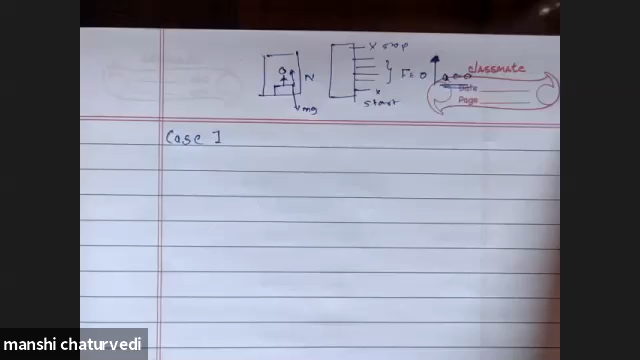 x stop
N
F = 0
mg
x
start
classmate
Date
Page
Case I
manshi chaturvedi